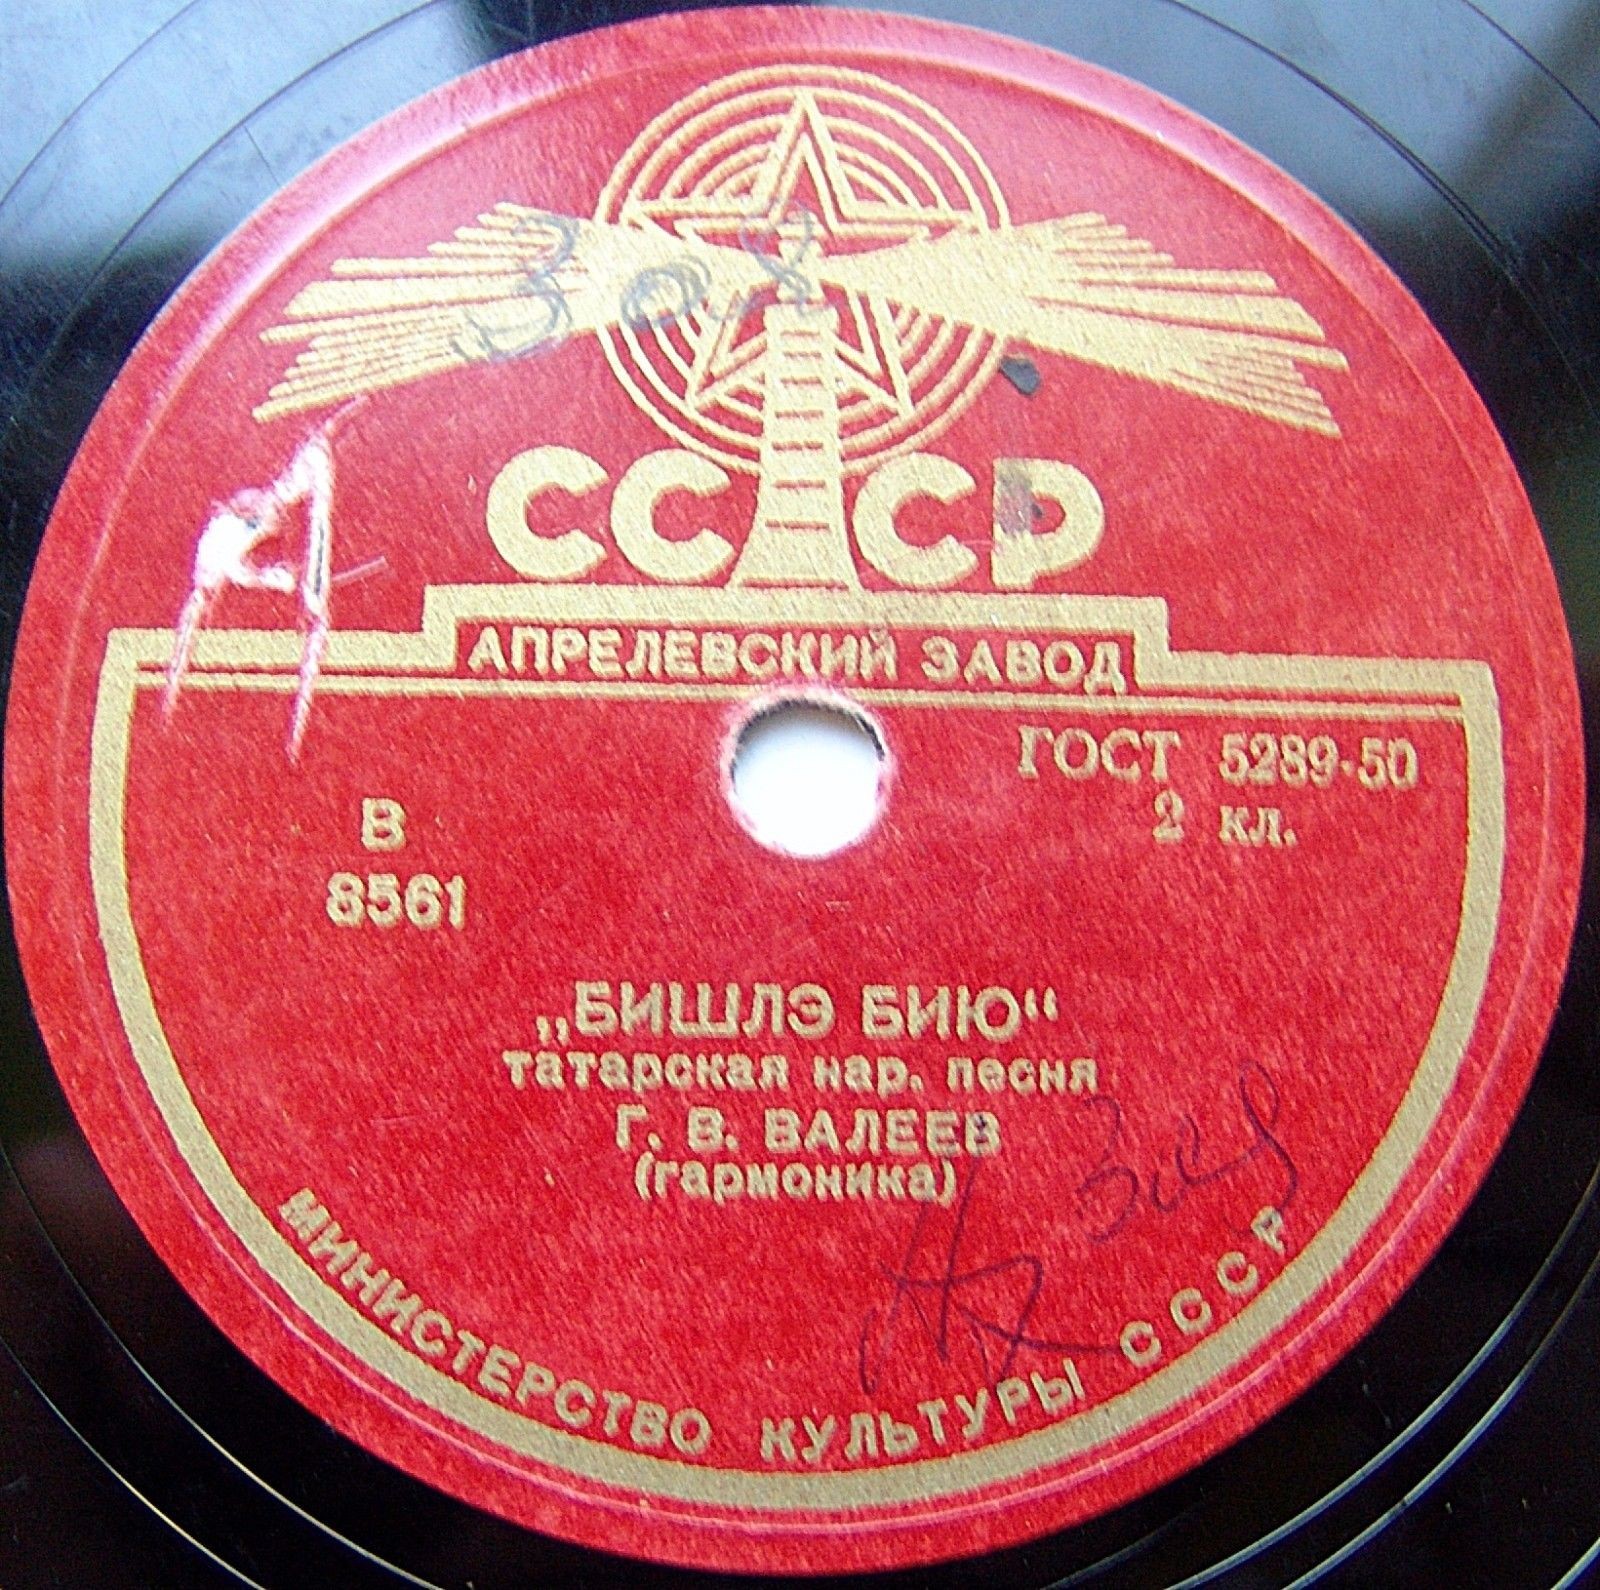 308
СССР
АПРЕЛЕВСКИЙ ЗАВОД
ГОСТ 5289-50
2 кл.
В
8561
„БИШЛЭ БИЮ“
татарская нар. песня
Г. В. ВАЛЕЕВ
(гармоника)
МИНИСТЕРСТВО КУЛЬТУРЫ СССР